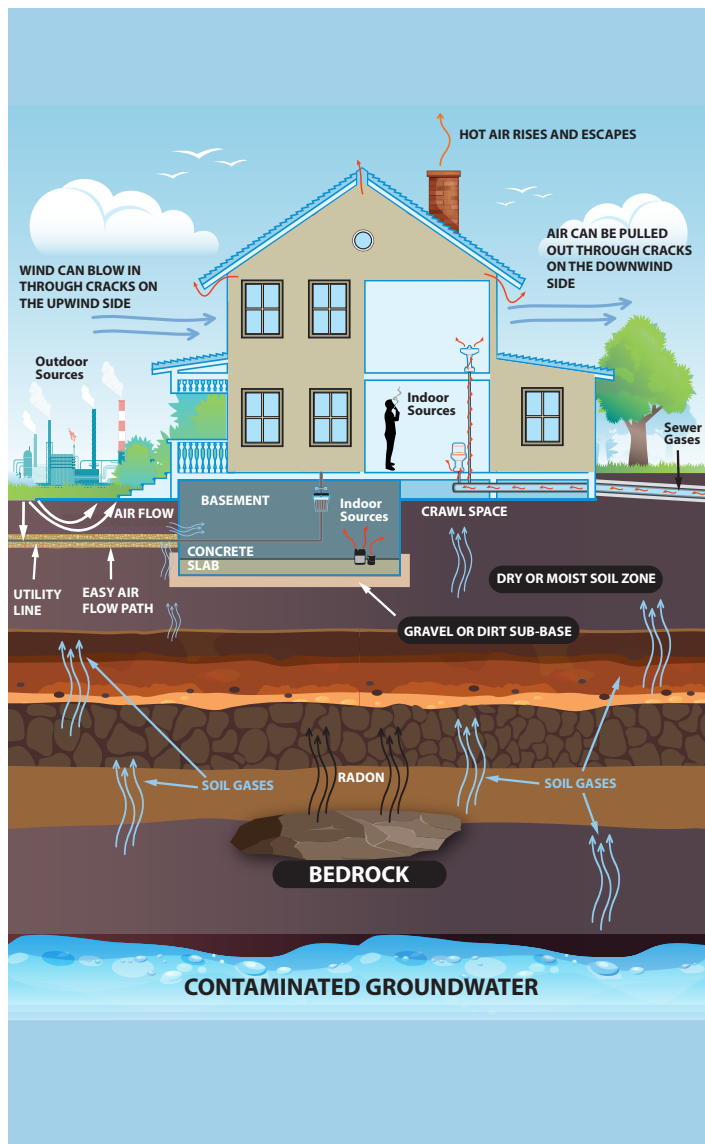 HOT AIR RISES AND ESCAPES
AIR CAN BE PULLED
OUT THROUGH CRACKS
ON THE DOWNWIND
SIDE
WIND CAN BLOW IN
THROUGH CRACKS ON
THE UPWIND SIDE
Outdoor
Sources
Indoor
Sources
Sewer
Gases
BASEMENT
Indoor
Sources
AIR FLOW
CRAWL SPACE
CONCRETE
SLAB
UTILITY
LINE
EASY AIR
FLOW PATH
DRY OR MOIST SOIL ZONE
GRAVEL OR DIRT SUB-BASE
RADON
SOIL GASES
SOIL GASES
BEDROCK
CONTAMINATED GROUNDWATER